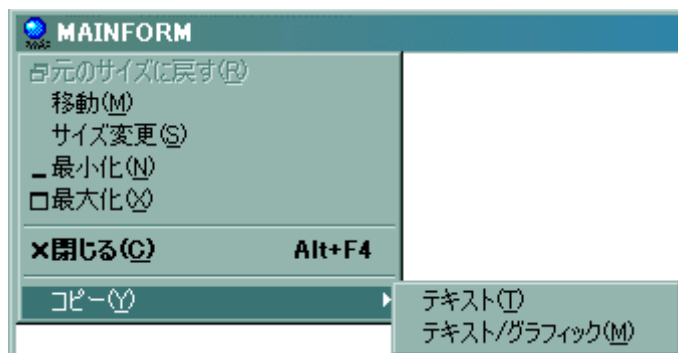 MAINFORM
元のサイズに戻す(R)
移動(M)
サイズ変更(S)
最小化(N)
最大化(X)
閉じる(C) Alt+F4
コピー(Y)
テキスト(T)
テキスト/グラフィック(M)